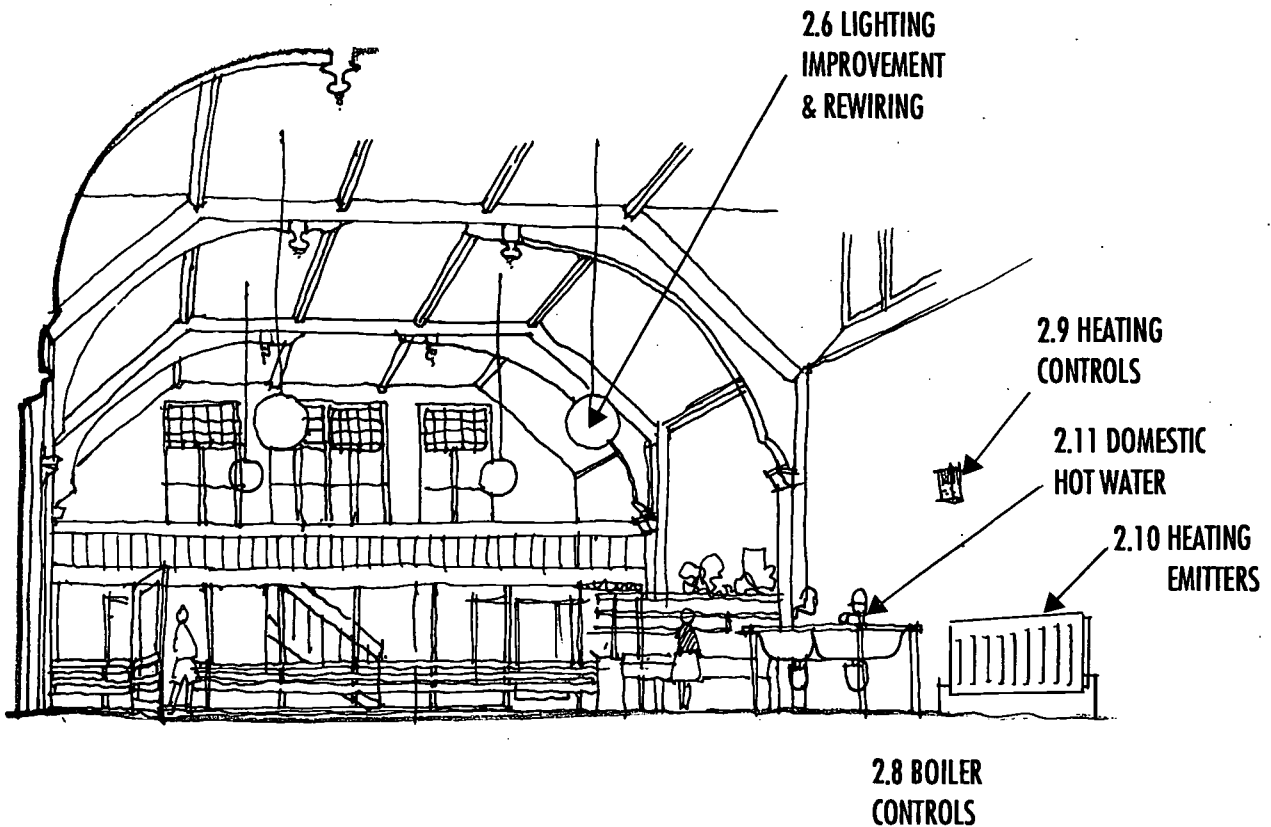 2.6 LIGHTING
IMPROVEMENT
& REWIRING
2.9 HEATING
CONTROLS
2.11 DOMESTIC
HOT WATER
2.10 HEATING
EMITTERS
2.8 BOILER
CONTROLS